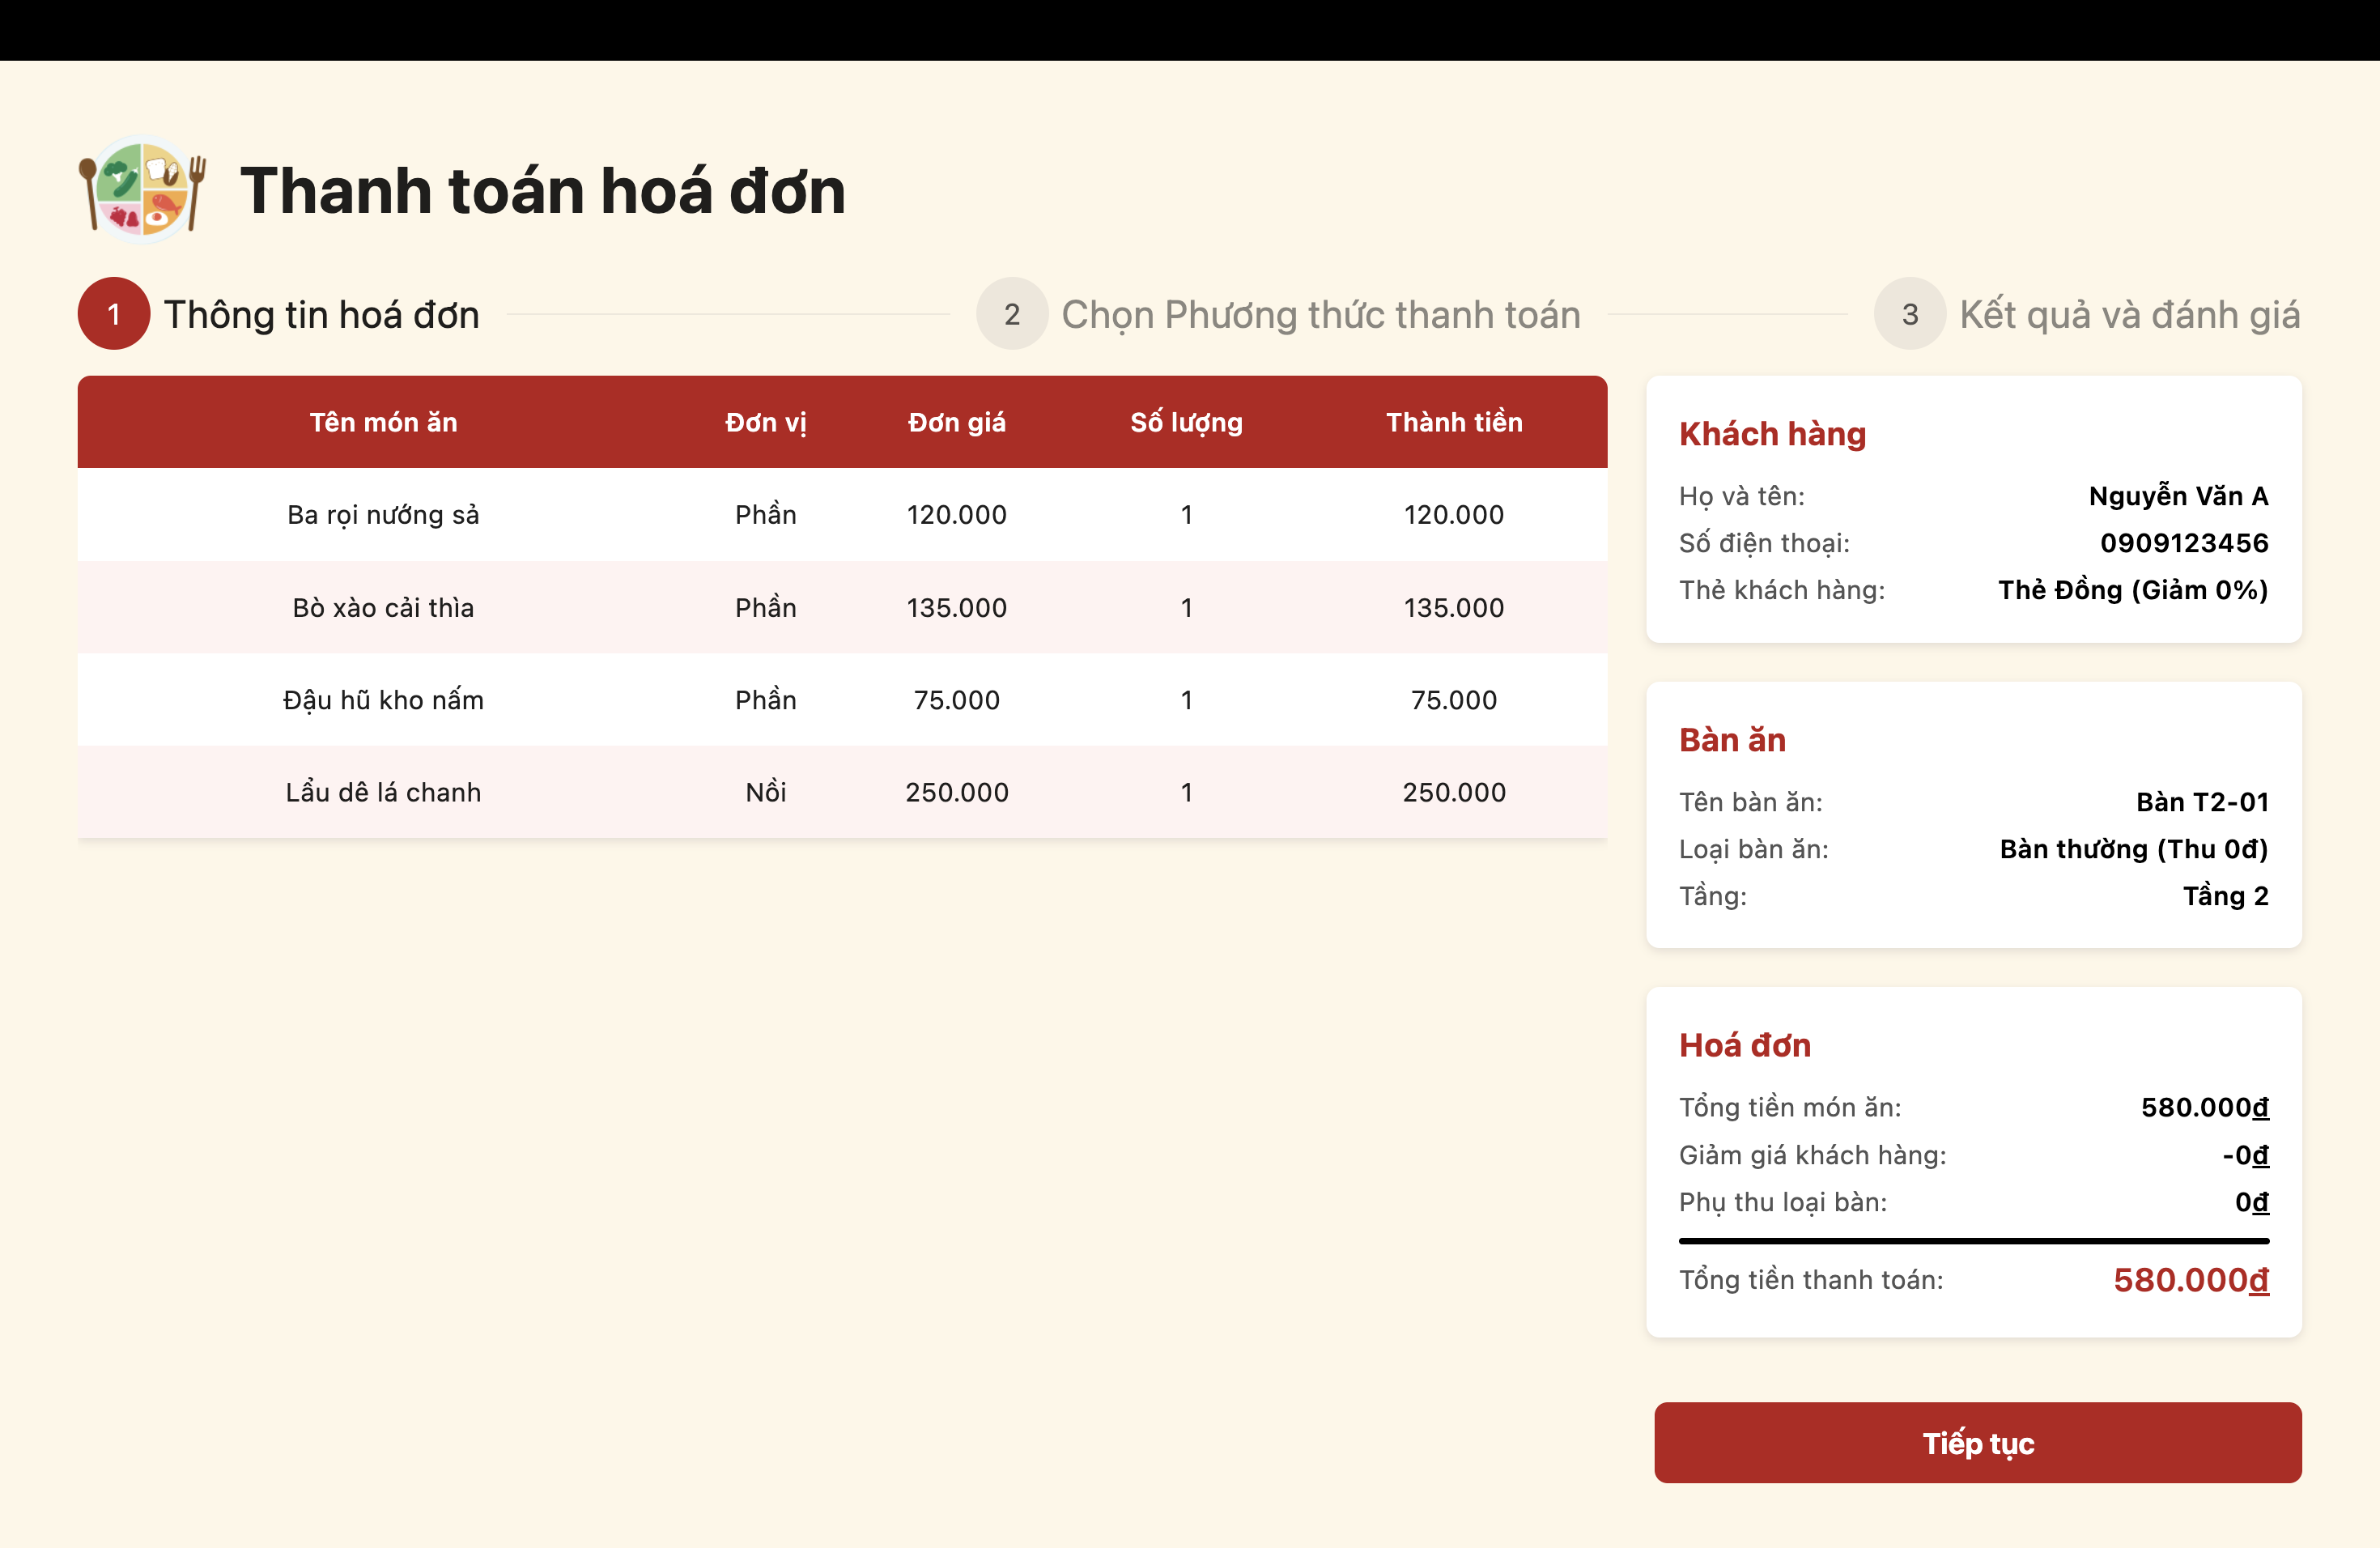 Thanh toán hoá đơn
1 Thông tin hoá đơn 2 Chọn Phương thức thanh toán 3 Kết quả và đánh giá
Tên món ăn Đơn vị Đơn giá Số lượng Thành tiền
Ba rọi nướng sả Phần 120.000 1 120.000
Bò xào cải thìa Phần 135.000 1 135.000
Đậu hũ kho nấm Phần 75.000 1 75.000
Lẩu dê lá chanh Nồi 250.000 1 250.000
Khách hàng
Họ và tên: Nguyễn Văn A
Số điện thoại: 0909123456
Thẻ khách hàng: Thẻ Đồng (Giảm 0%)
Bàn ăn
Tên bàn ăn: Bàn T2-01
Loại bàn ăn: Bàn thường (Thu 0đ)
Tầng: Tầng 2
Hoá đơn
Tổng tiền món ăn: 580.000₫
Giảm giá khách hàng: -0₫
Phụ thu loại bàn: 0₫
Tổng tiền thanh toán: 580.000₫
Tiếp tục